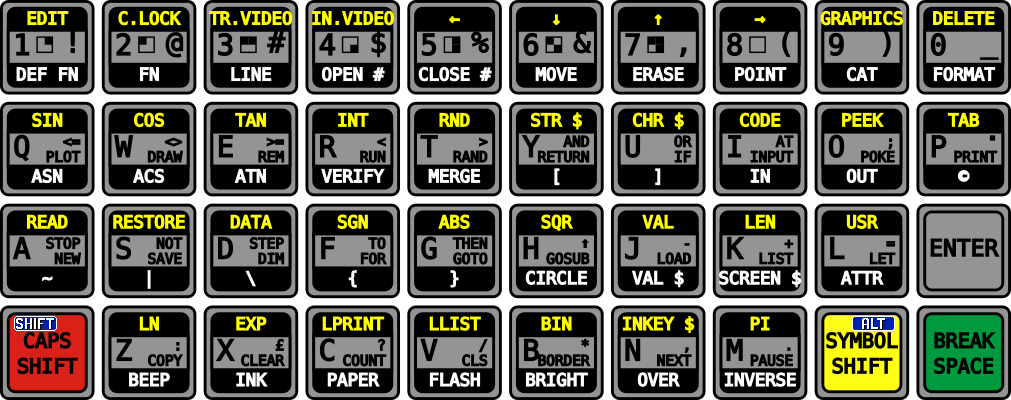 EDIT C.LOCK TR.VIDEO IN.VIDEO ← ↓ ↑ → GRAPHICS DELETE
1 ! 2 @ 3 # 4 $ 5 % 6 & 7 , 8 ( 9 ) 0 _
DEF FN FN LINE OPEN # CLOSE # MOVE ERASE POINT CAT FORMAT
SIN COS TAN INT RND STR $ CHR $ CODE PEEK TAB
Q <= W <> E >= R < T > Y AND U OR I AT O ; P "
PLOT DRAW REM RUN RAND RETURN IF INPUT POKE PRINT
ASN ACS ATN VERIFY MERGE [ ] IN OUT ©
READ RESTORE DATA SGN ABS SQR VAL LEN USR
A STOP S NOT D STEP F TO G THEN H ↑ J - K + L = ENTER
NEW SAVE DIM FOR GOTO GOSUB LOAD LIST LET
~ | \ { } CIRCLE VAL $ SCREEN $ ATTR
SHIFT LN EXP LPRINT LLIST BIN INKEY $ PI ALT
CAPS Z : X £ C ? V / B * N , M . SYMBOL BREAK
SHIFT COPY CLEAR COUNT CLS BORDER NEXT PAUSE SHIFT SPACE
BEEP INK PAPER FLASH BRIGHT OVER INVERSE